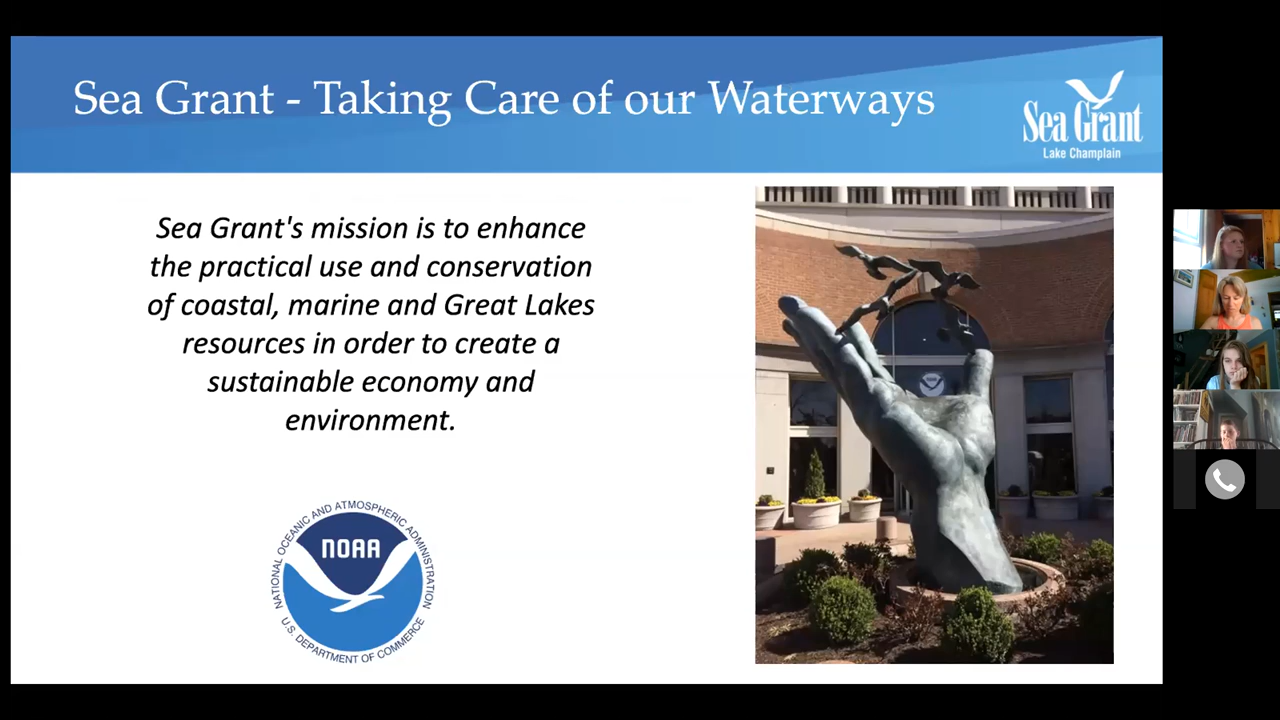 Sea Grant - Taking Care of our Waterways
Sea Grant
Lake Champlain
Sea Grant's mission is to enhance
the practical use and conservation
of coastal, marine and Great Lakes
resources in order to create a
sustainable economy and
environment.
NATIONAL OCEANIC AND ATMOSPHERIC ADMINISTRATION
NOAA
U.S. DEPARTMENT OF COMMERCE